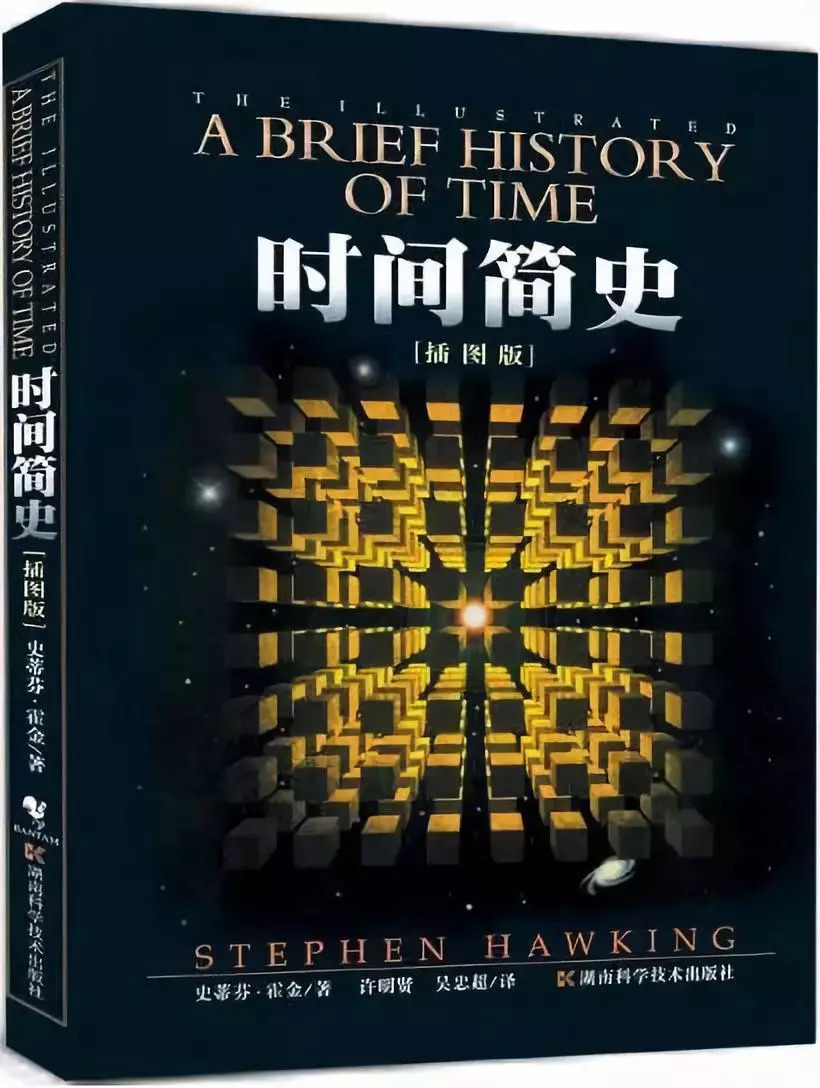 THE ILLUSTRATED
A BRIEF HISTORY
OF TIME
时间简史
[插图版]
STEPHEN HAWKING
史蒂芬·霍金/著 许明贤 吴忠超/译 湖南科学技术出版社
THE ILLUSTRATED
A BRIEF HISTORY OF TIME
时间简史
[插图版]
史蒂芬·霍金/著
BANTAM
湖南科学技术出版社